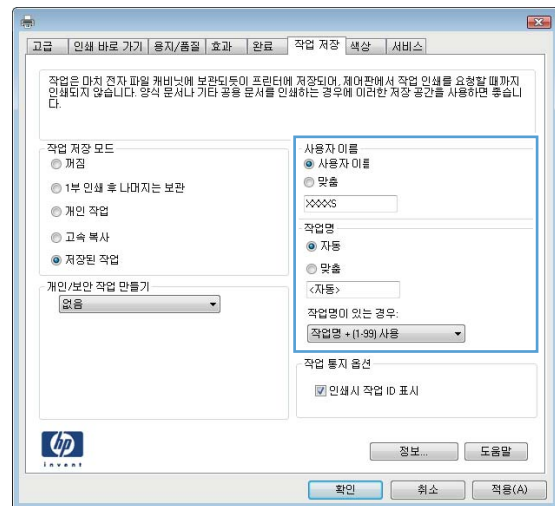 고급
인쇄 바로 가기
용지/품질
효과
완료
작업 저장
색상
서비스
작업은 마치 전자 파일 캐비닛에 보관되듯이 프린터에 저장되어, 제어판에서 작업 인쇄를 요청할 때까지
인쇄되지 않습니다. 양식 문서나 기타 공용 문서를 인쇄하는 경우에 이러한 저장 공간을 사용하면 좋습니
다.
작업 저장 모드
꺼짐
1부 인쇄 후 나머지는 보관
개인 작업
고속 복사
저장된 작업
개인/보안 작업 만들기
없음
사용자 이름
사용자 이름
맞춤
XXXXS
작업명
자동
맞춤
<자동>
작업명이 있는 경우:
작업명 + (1-99) 사용
작업 통지 옵션
인쇄시 작업 ID 표시
hp
invent
정보...
도움말
확인
취소
적용(A)